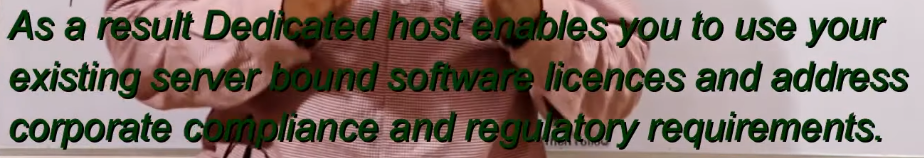 As a result Dedicated host enables you to use your
existing server bound software licences and address
corporate compliance and regulatory requirements.